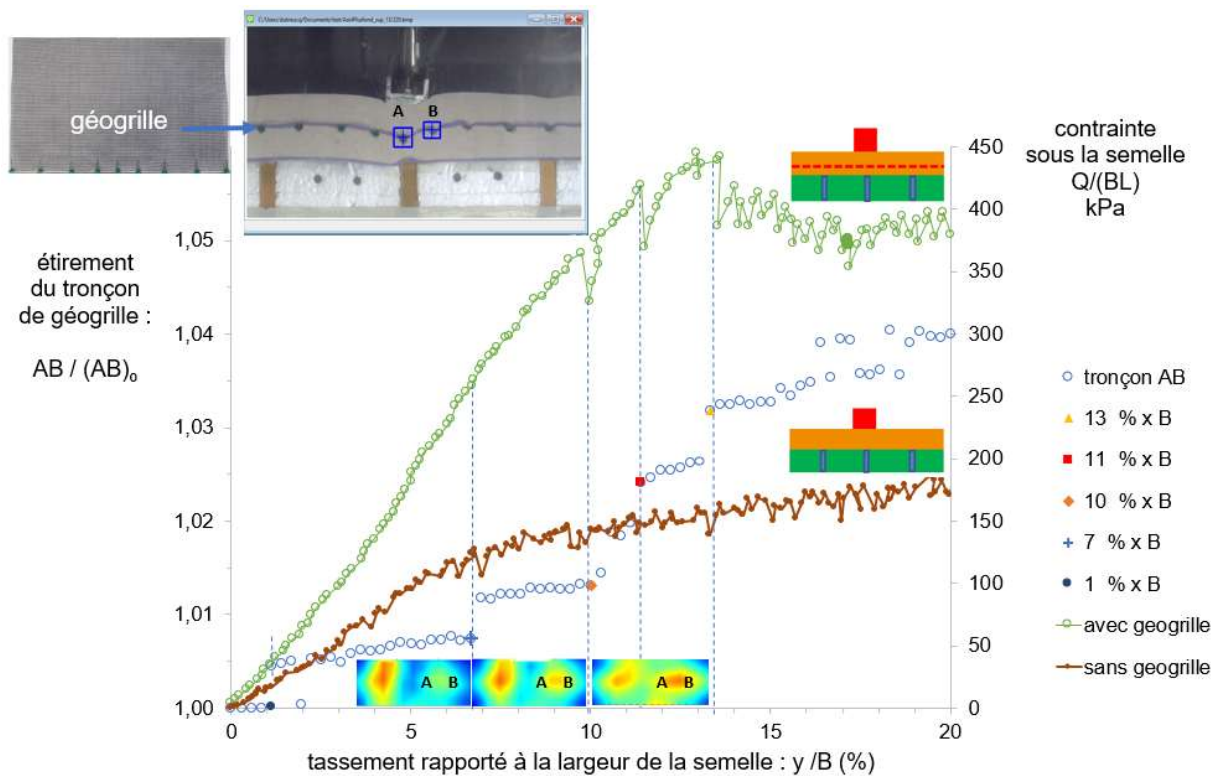 géogrille
A B
étirement
du tronçon
de géogrille :
AB / (AB)₀
1,05
1,04
1,03
1,02
1,01
1,00
contrainte
sous la semelle
Q/(BL)
kPa
450
400
350
300
250
200
150
100
50
0
tronçon AB
13 % x B
11 % x B
10 % x B
7 % x B
1 % x B
avec geogrille
sans geogrille
A B
A B
A B
0 5 10 15 20
tassement rapporté à la largeur de la semelle : y /B (%)